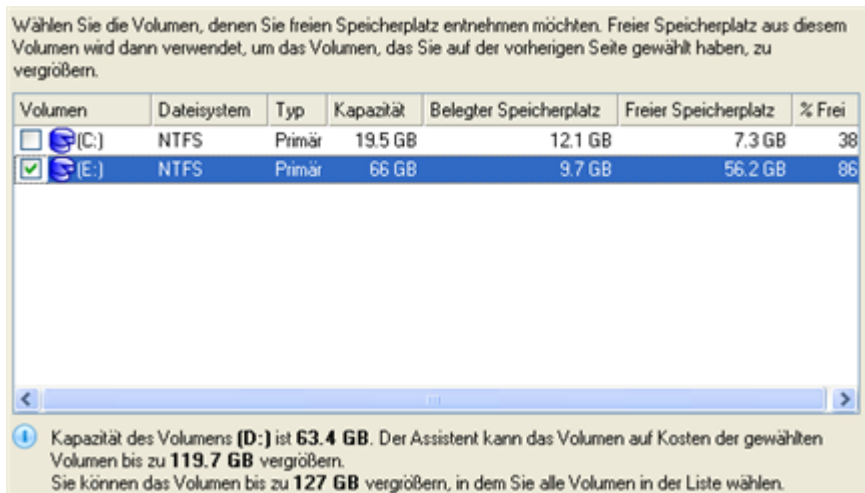 Wählen Sie die Volumen, denen Sie freien Speicherplatz entnehmen möchten. Freier Speicherplatz aus diesem
Volumen wird dann verwendet, um das Volumen, das Sie auf der vorherigen Seite gewählt haben, zu
vergrößern.
Volumen Dateisystem Typ Kapazität Belegter Speicherplatz Freier Speicherplatz % Frei
(C:) NTFS Primär 19.5 GB 12.1 GB 7.3 GB 38
(E:) NTFS Primär 66 GB 9.7 GB 56.2 GB 86
Kapazität des Volumens (D:) ist 63.4 GB. Der Assistent kann das Volumen auf Kosten der gewählten
Volumen bis zu 119.7 GB vergrößern.
Sie können das Volumen bis zu 127 GB vergrößern, in dem Sie alle Volumen in der Liste wählen.